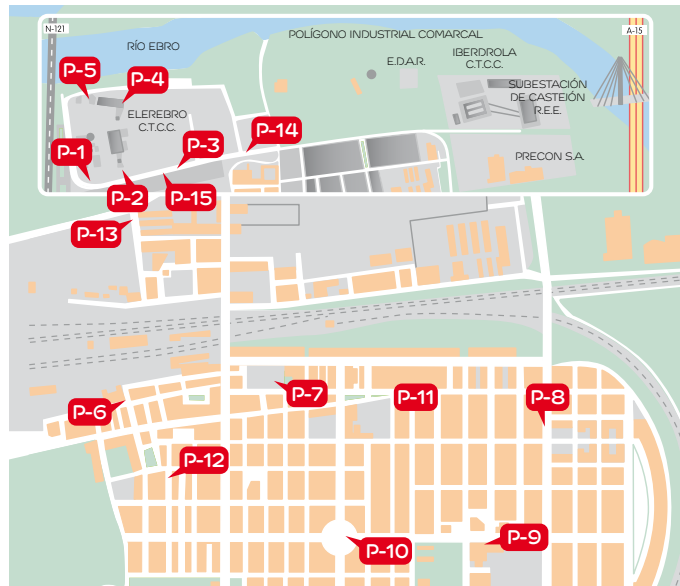 N-121
RÍO EBRO
POLÍGONO INDUSTRIAL COMARCAL
A-15
E.D.A.R.
IBERDROLA
C.T.C.C.
P-5
P-4
ELEREBRO
C.T.C.C.
SUBESTACIÓN
DE CASTEIÓN
R.E.E.
P-14
P-1
P-3
PRECON S.A.
P-2
P-15
P-13
P-7
P-11
P-8
P-6
P-12
P-9
P-10